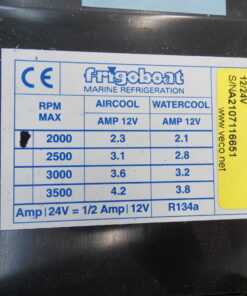 CE
frigoboat
MARINE REFRIGERATION
RPM MAX AIRCOOL WATERCOOL
AMP 12V AMP 12V
2000 2.3 2.1
2500 3.1 2.8
3000 3.6 3.2
3500 4.2 3.8
Amp|24V = 1/2 Amp|12V R134a
12/24V
S/NA2107116651
www.veco.net